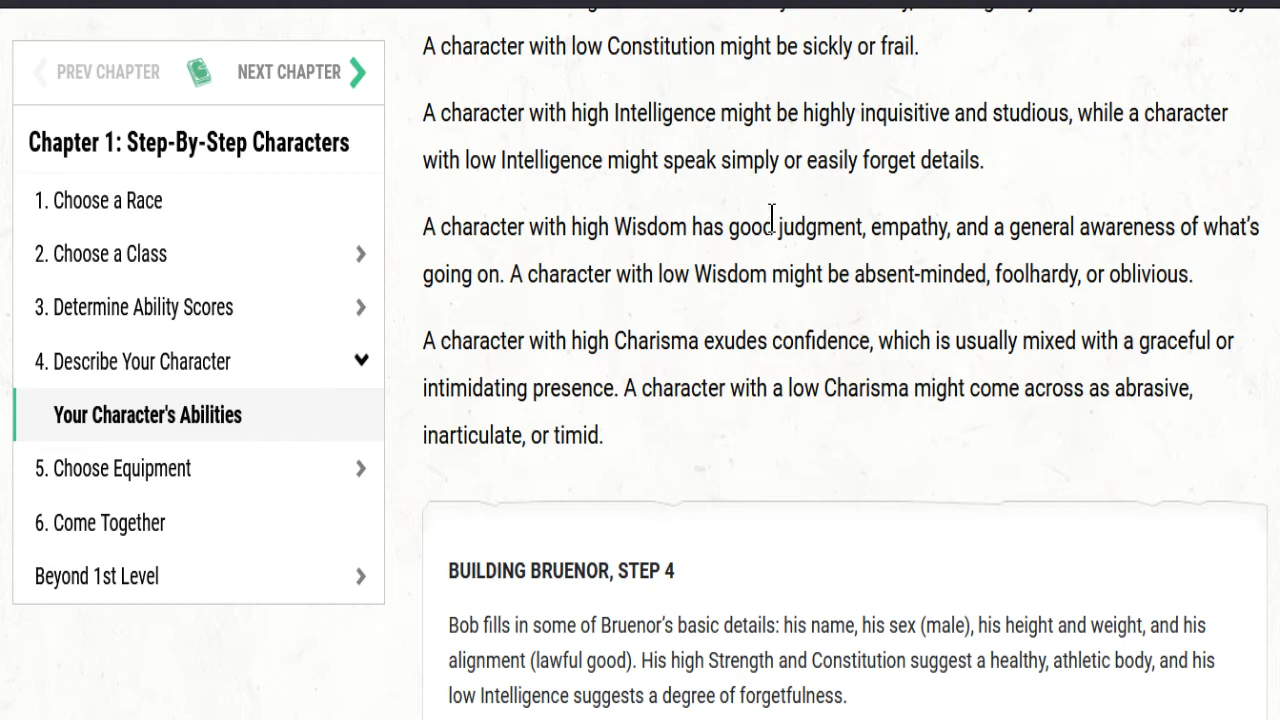 PREV CHAPTER
NEXT CHAPTER
Chapter 1: Step-By-Step Characters
1. Choose a Race
2. Choose a Class
3. Determine Ability Scores
4. Describe Your Character
Your Character's Abilities
5. Choose Equipment
6. Come Together
Beyond 1st Level
A character with low Constitution might be sickly or frail.
A character with high Intelligence might be highly inquisitive and studious, while a character
with low Intelligence might speak simply or easily forget details.
A character with high Wisdom has good judgment, empathy, and a general awareness of what’s
going on. A character with low Wisdom might be absent-minded, foolhardy, or oblivious.
A character with high Charisma exudes confidence, which is usually mixed with a graceful or
intimidating presence. A character with a low Charisma might come across as abrasive,
inarticulate, or timid.
BUILDING BRUENOR, STEP 4
Bob fills in some of Bruenor’s basic details: his name, his sex (male), his height and weight, and his
alignment (lawful good). His high Strength and Constitution suggest a healthy, athletic body, and his
low Intelligence suggests a degree of forgetfulness.